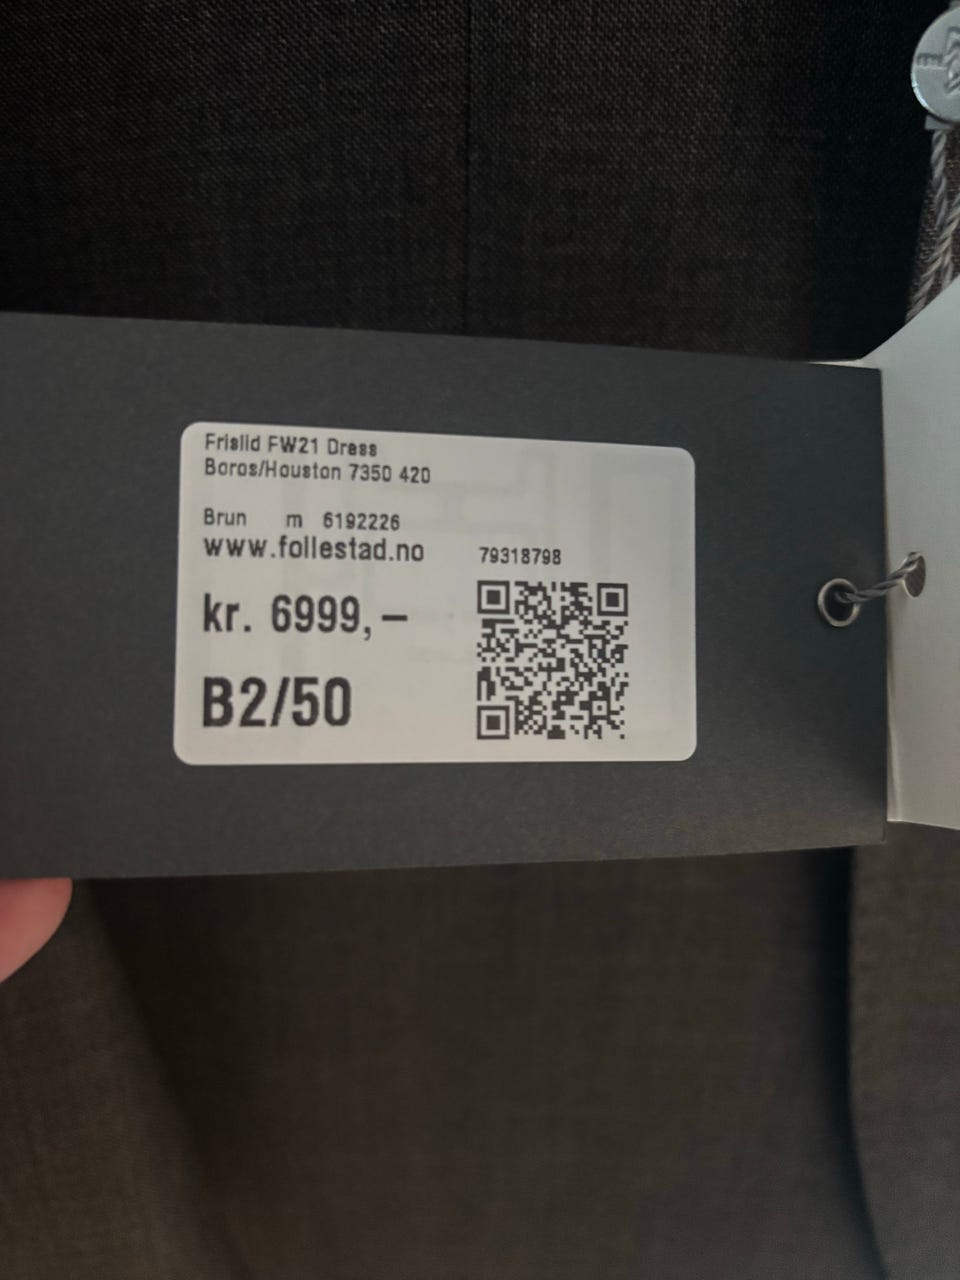 Frislid FW21 Dress
Boros/Houston 7350 420
Brun m 6192226
www.follestad.no
79318798
kr. 6999,–
B2/50